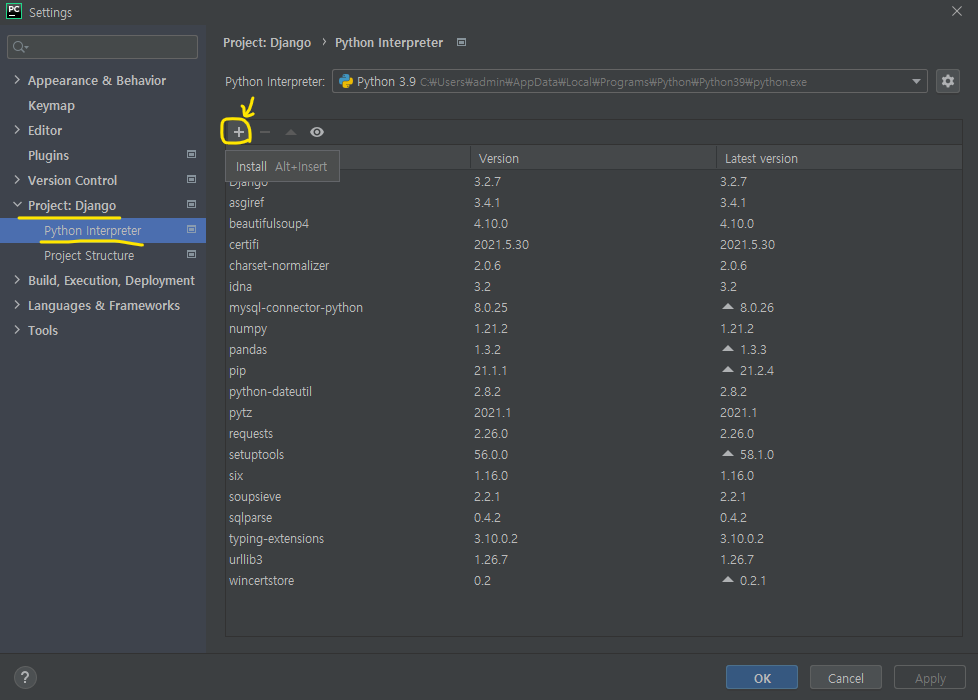 PC Settings
Project: Django › Python Interpreter
Python Interpreter: Python 3.9 C:₩Users₩admin₩AppData₩Local₩Programs₩Python₩Python39₩python.exe
Appearance & Behavior
Keymap
Editor
Plugins
Version Control
Project: Django
Python Interpreter
Project Structure
Build, Execution, Deployment
Languages & Frameworks
Tools
Install Alt+Insert
Version Latest version
Django 3.2.7 3.2.7
asgiref 3.4.1 3.4.1
beautifulsoup4 4.10.0 4.10.0
certifi 2021.5.30 2021.5.30
charset-normalizer 2.0.6 2.0.6
idna 3.2 3.2
mysql-connector-python 8.0.25 8.0.26
numpy 1.21.2 1.21.2
pandas 1.3.2 1.3.3
pip 21.1.1 21.2.4
python-dateutil 2.8.2 2.8.2
pytz 2021.1 2021.1
requests 2.26.0 2.26.0
setuptools 56.0.0 58.1.0
six 1.16.0 1.16.0
soupsieve 2.2.1 2.2.1
sqlparse 0.4.2 0.4.2
typing-extensions 3.10.0.2 3.10.0.2
urllib3 1.26.7 1.26.7
wincertstore 0.2 0.2.1
? OK Cancel Apply